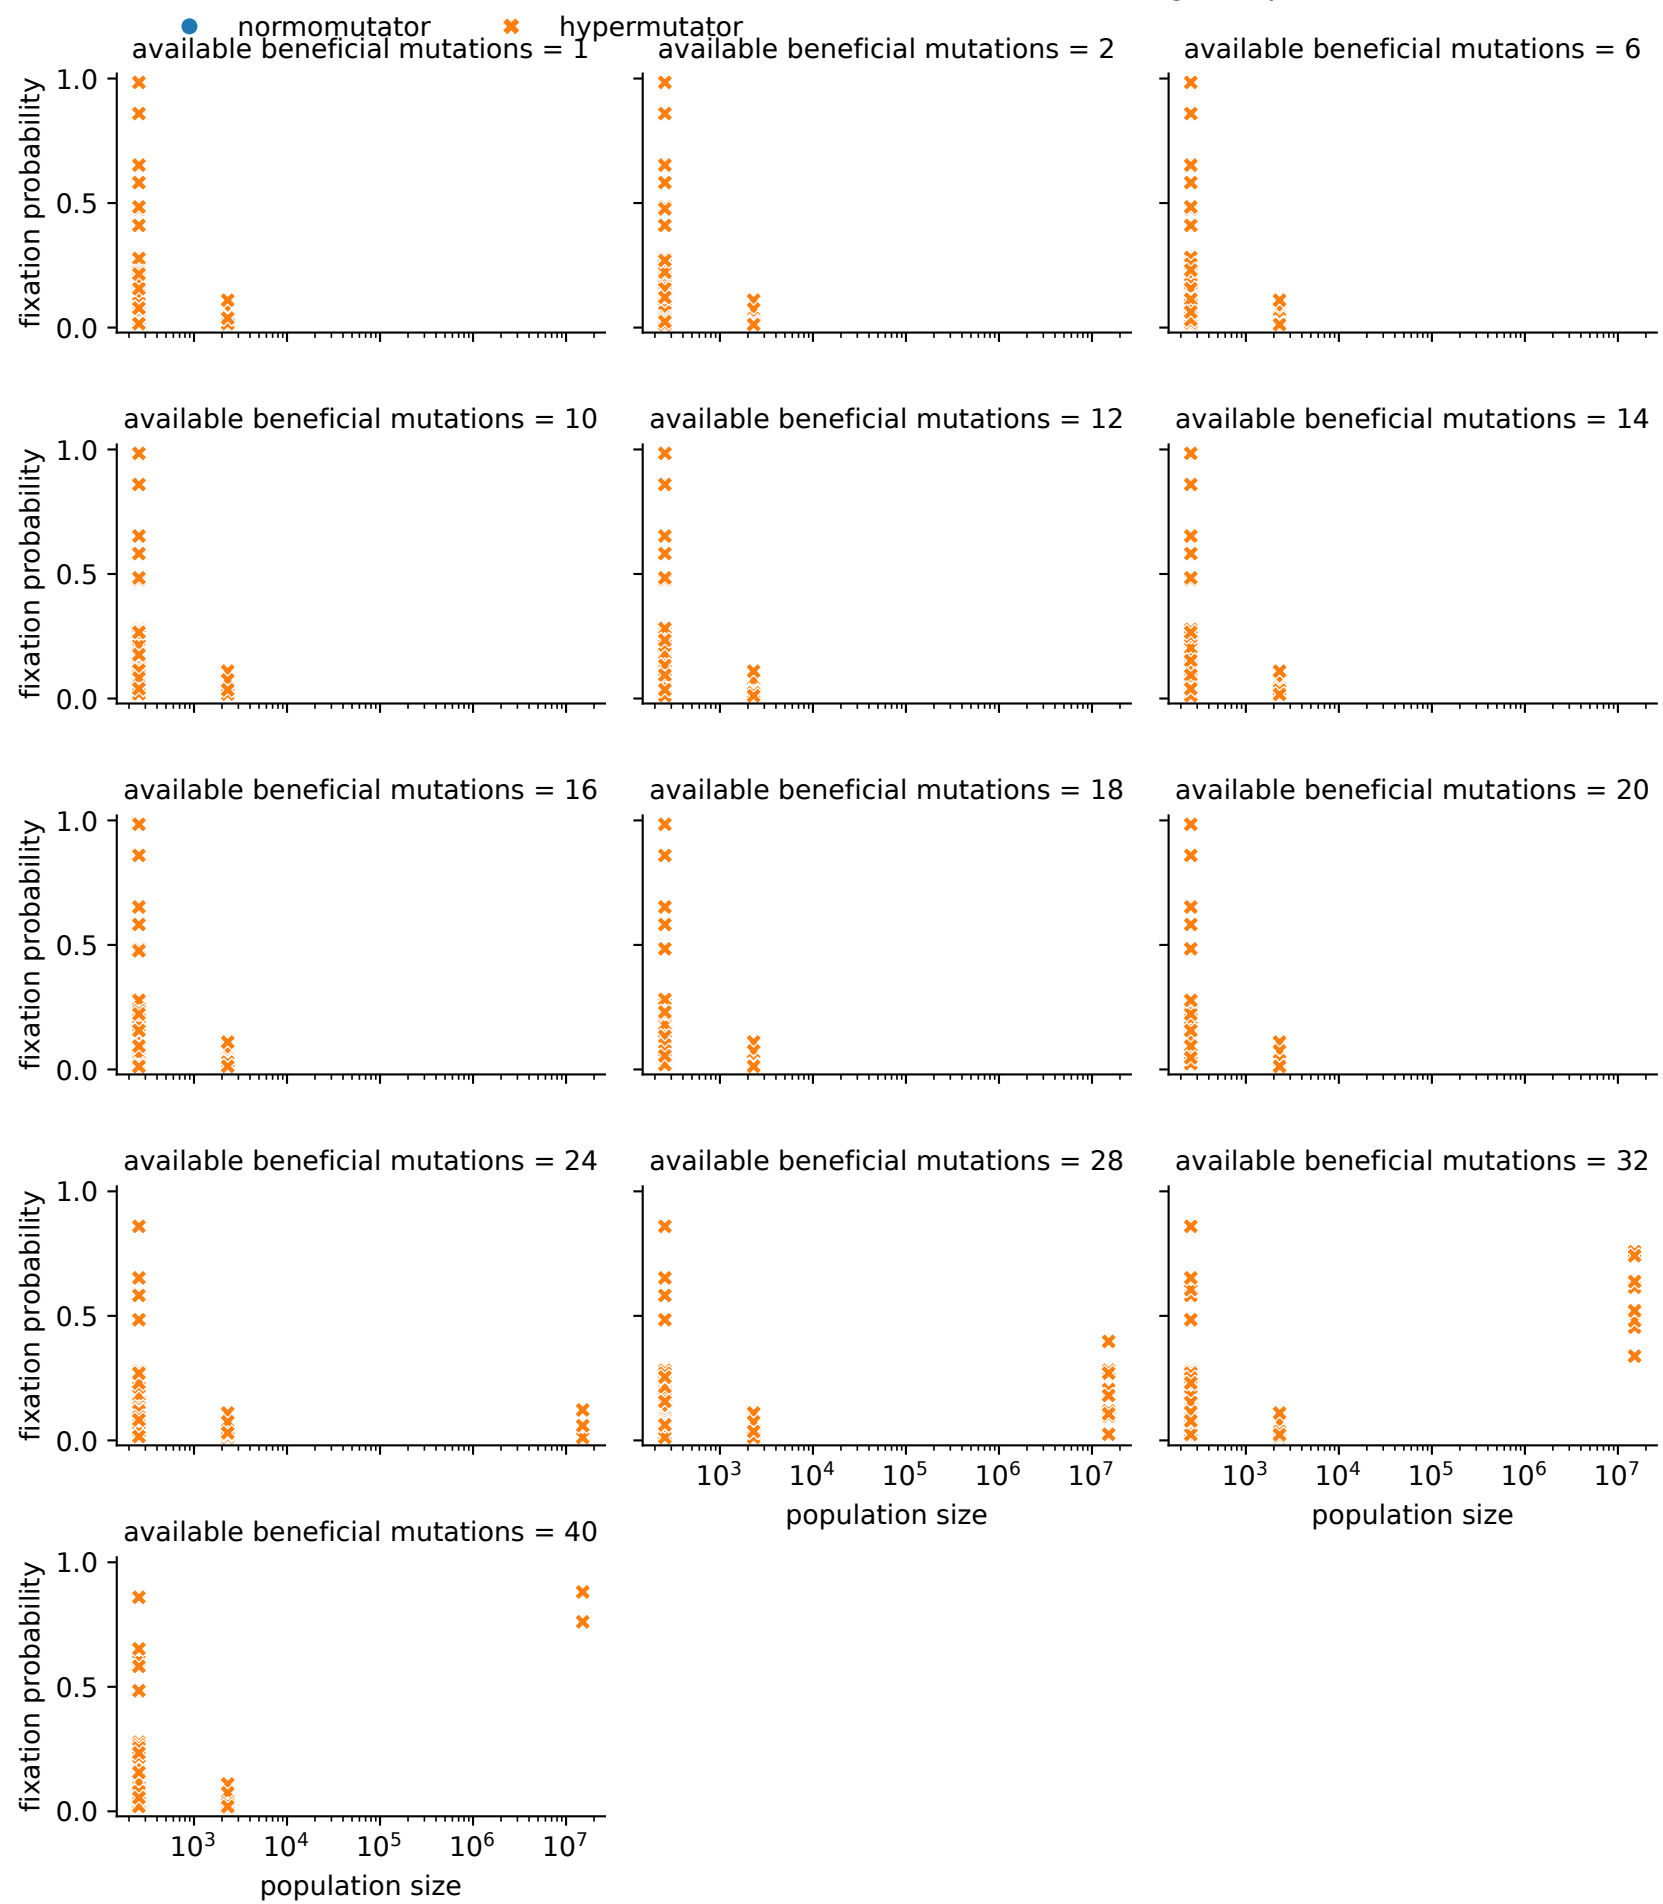 normomutator hypermutator
available beneficial mutations = 1 available beneficial mutations = 2 available beneficial mutations = 6
fixation probability
1.0
0.5
0.0
available beneficial mutations = 10 available beneficial mutations = 12 available beneficial mutations = 14
fixation probability
1.0
0.5
0.0
available beneficial mutations = 16 available beneficial mutations = 18 available beneficial mutations = 20
fixation probability
1.0
0.5
0.0
available beneficial mutations = 24 available beneficial mutations = 28 available beneficial mutations = 32
fixation probability
1.0
0.5
0.0
10³ 10⁴ 10⁵ 10⁶ 10⁷ 10³ 10⁴ 10⁵ 10⁶ 10⁷
population size population size
available beneficial mutations = 40
fixation probability
1.0
0.5
0.0
10³ 10⁴ 10⁵ 10⁶ 10⁷
population size